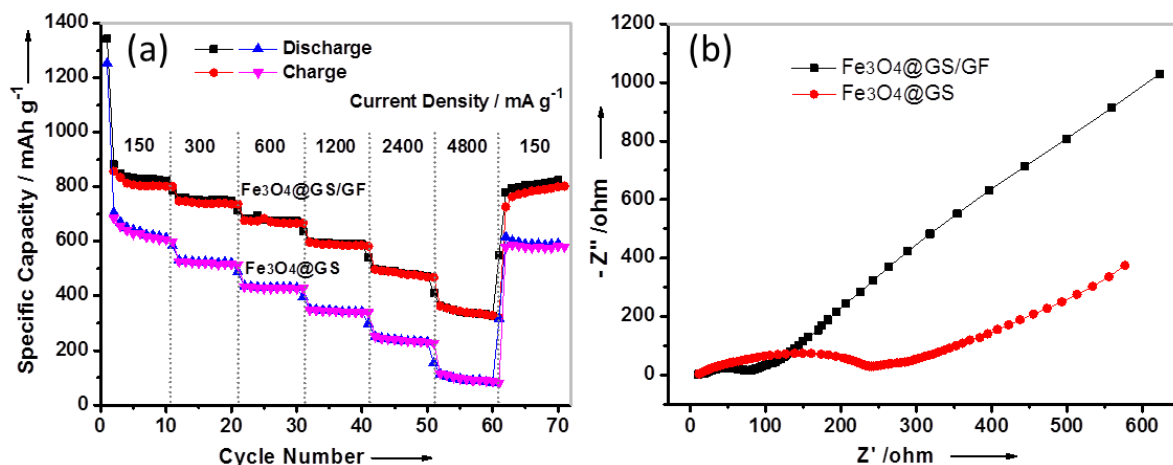 (a)
Discharge
Charge
Current Density / mA g-1
150 300 600 1200 2400 4800 150
Fe3O4@GS/GF
Fe3O4@GS
Specific Capacity / mAh g-1
1400
1200
1000
800
600
400
200
0
0 10 20 30 40 50 60 70
Cycle Number
(b)
Fe3O4@GS/GF
Fe3O4@GS
- Z'' /ohm
1200
1000
800
600
400
200
0
0 100 200 300 400 500 600
Z' /ohm